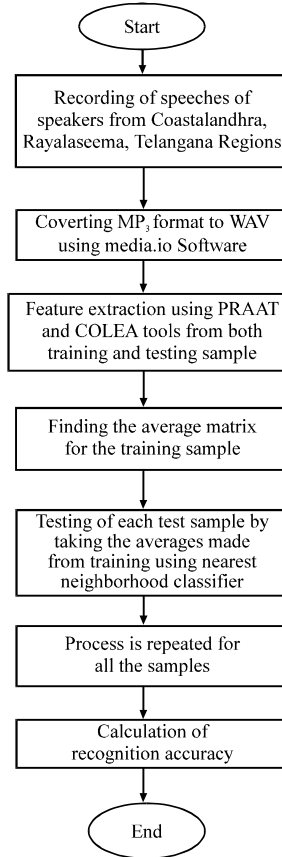 Start
Recording of speeches of
speakers from Coastalandhra,
Rayalaseema, Telangana Regions
Coverting MP₃ format to WAV
using media.io Software
Feature extraction using PRAAT
and COLEA tools from both
training and testing sample
Finding the average matrix
for the training sample
Testing of each test sample by
taking the averages made
from training using nearest
neighborhood classifier
Process is repeated for
all the samples
Calculation of
recognition accuracy
End